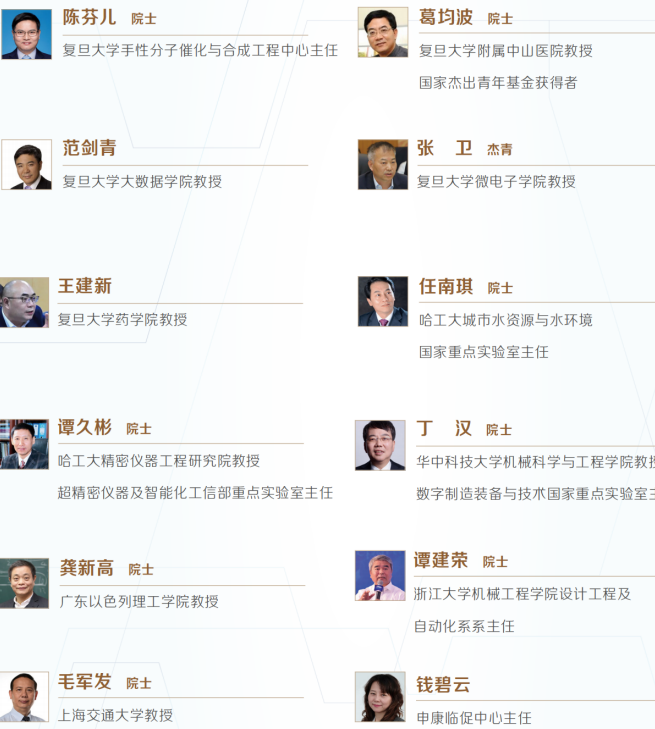 陈芬儿 院士
复旦大学手性分子催化与合成工程中心主任
葛均波 院士
复旦大学附属中山医院教授
国家杰出青年基金获得者
范剑青
复旦大学大数据学院教授
张 卫 杰青
复旦大学微电子学院教授
王建新
复旦大学药学院教授
任南琪 院士
哈工大城市水资源与水环境
国家重点实验室主任
谭久彬 院士
哈工大精密仪器工程研究院教授
超精密仪器及智能化工信部重点实验室主任
丁 汉 院士
华中科技大学机械科学与工程学院教授
数字制造装备与技术国家重点实验室主
龚新高 院士
广东以色列理工学院教授
谭建荣 院士
浙江大学机械工程学院设计工程及
自动化系系主任
毛军发 院士
上海交通大学教授
钱碧云
申康临促中心主任